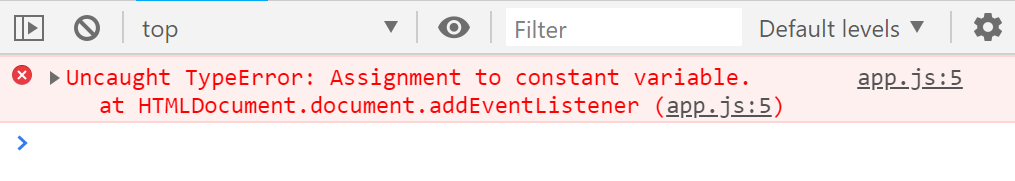 top Filter Default levels
Uncaught TypeError: Assignment to constant variable. app.js:5
at HTMLDocument.document.addEventListener (app.js:5)